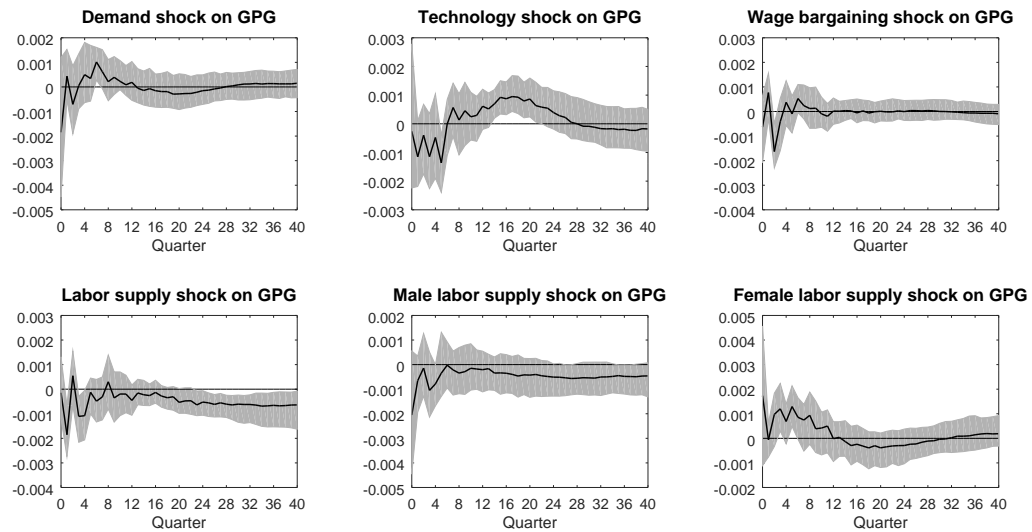 Demand shock on GPG
0.002
0.001
0
-0.001
-0.002
-0.003
-0.004
-0.005
0 4 8 12 16 20 24 28 32 36 40
Quarter
Technology shock on GPG
0.003
0.002
0.001
0
-0.001
-0.002
-0.003
0 4 8 12 16 20 24 28 32 36 40
Quarter
Wage bargaining shock on GPG
0.003
0.002
0.001
0
-0.001
-0.002
-0.003
-0.004
0 4 8 12 16 20 24 28 32 36 40
Quarter
Labor supply shock on GPG
0.003
0.002
0.001
0
-0.001
-0.002
-0.003
-0.004
0 4 8 12 16 20 24 28 32 36 40
Quarter
Male labor supply shock on GPG
0.002
0.001
0
-0.001
-0.002
-0.003
-0.004
-0.005
0 4 8 12 16 20 24 28 32 36 40
Quarter
Female labor supply shock on GPG
0.005
0.004
0.003
0.002
0.001
0
-0.001
-0.002
0 4 8 12 16 20 24 28 32 36 40
Quarter